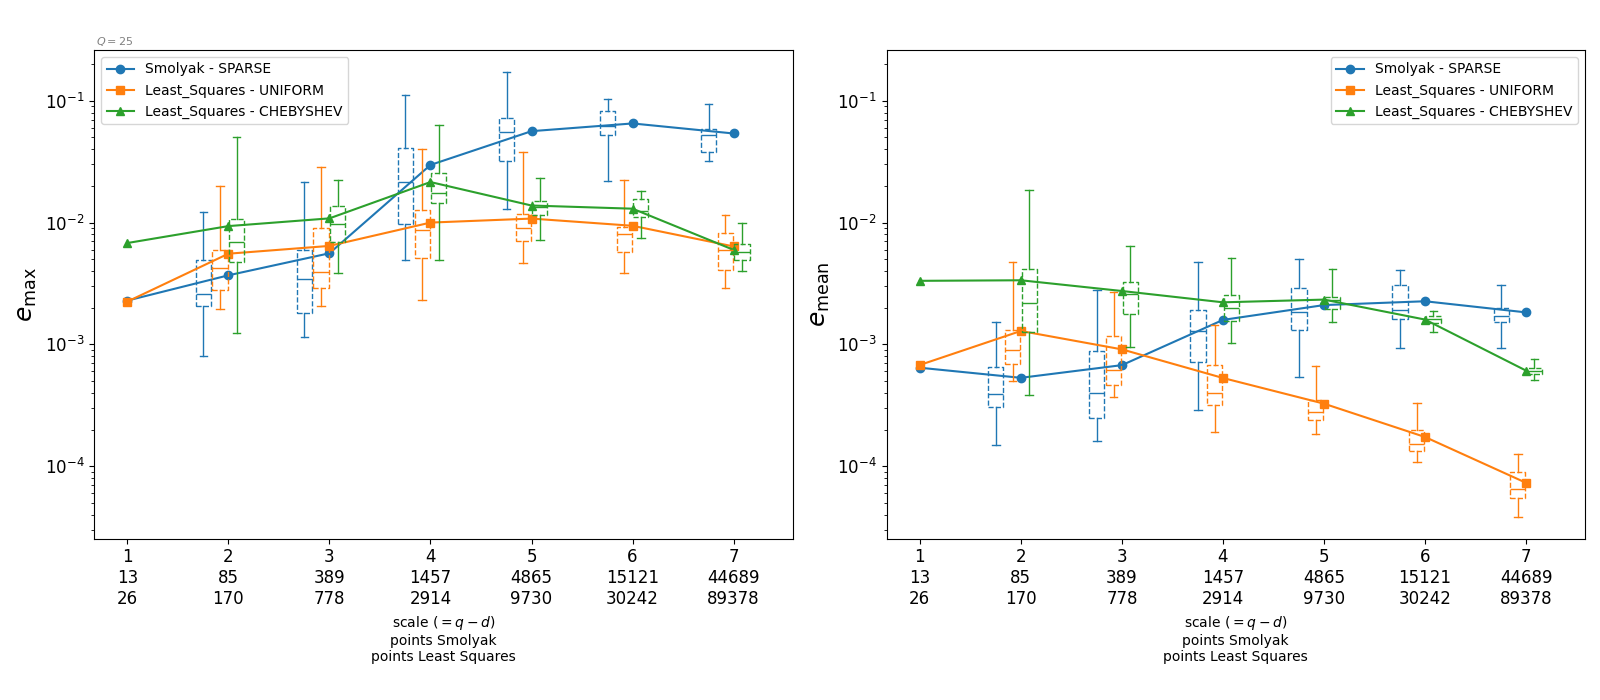 Q = 25
Smolyak - SPARSE
Least_Squares - UNIFORM
Least_Squares - CHEBYSHEV
10⁻¹
10⁻²
10⁻³
10⁻⁴
e_max
1 2 3 4 5 6 7
13 85 389 1457 4865 15121 44689
26 170 778 2914 9730 30242 89378
scale (= q − d)
points Smolyak
points Least Squares
Smolyak - SPARSE
Least_Squares - UNIFORM
Least_Squares - CHEBYSHEV
10⁻¹
10⁻²
10⁻³
10⁻⁴
e_mean
1 2 3 4 5 6 7
13 85 389 1457 4865 15121 44689
26 170 778 2914 9730 30242 89378
scale (= q − d)
points Smolyak
points Least Squares